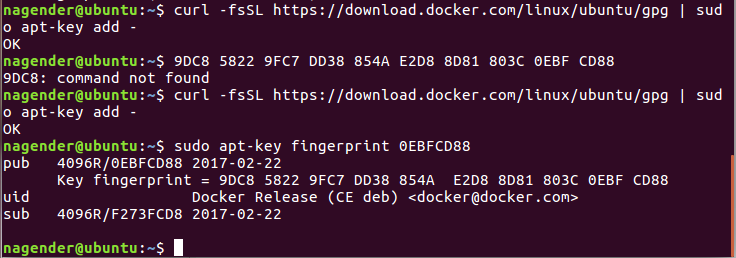 nagender@ubuntu:~$ curl -fsSL https://download.docker.com/linux/ubuntu/gpg | sud
o apt-key add -
OK
nagender@ubuntu:~$ 9DC8 5822 9FC7 DD38 854A E2D8 8D81 803C 0EBF CD88
9DC8: command not found
nagender@ubuntu:~$ curl -fsSL https://download.docker.com/linux/ubuntu/gpg | sud
o apt-key add -
OK
nagender@ubuntu:~$ sudo apt-key fingerprint 0EBFCD88
pub   4096R/0EBFCD88 2017-02-22
      Key fingerprint = 9DC8 5822 9FC7 DD38 854A  E2D8 8D81 803C 0EBF CD88
uid                  Docker Release (CE deb) <docker@docker.com>
sub   4096R/F273FCD8 2017-02-22
nagender@ubuntu:~$